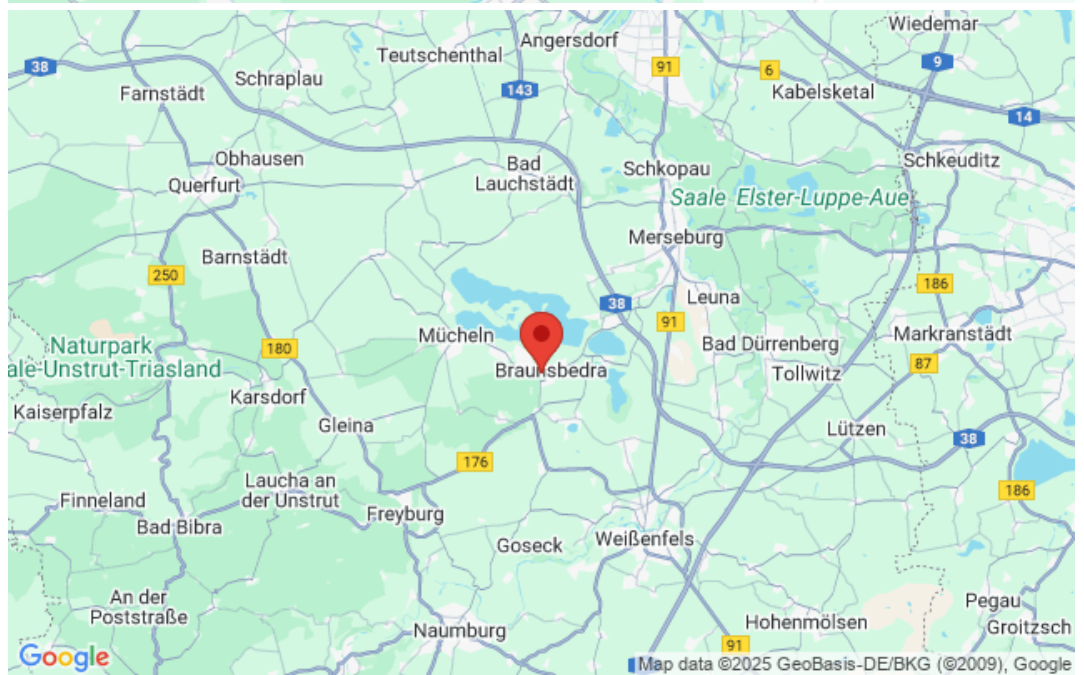 Wiedemar
Angersdorf
Teutschenthal
38
91
6
9
Schraplau
143
Kabelsketal
Farnstädt
14
Obhausen
Bad
Lauchstädt
Schkopau
Schkeuditz
Querfurt
Saale Elster-Luppe-Aue
Merseburg
Barnstädt
250
186
38
Leuna
91
Mücheln
Markranstädt
Naturpark
ale-Unstrut-Triasland
180
Bad Dürrenberg
87
Braunsbedra
Tollwitz
Karsdorf
Kaiserpfalz
Gleina
Lützen
38
176
Laucha an
der Unstrut
186
Finneland
Freyburg
Bad Bibra
Goseck
Weißenfels
An der
Poststraße
Pegau
Hohenmölsen
Groitzsch
Naumburg
91
Google
Map data ©2025 GeoBasis-DE/BKG (©2009), Google